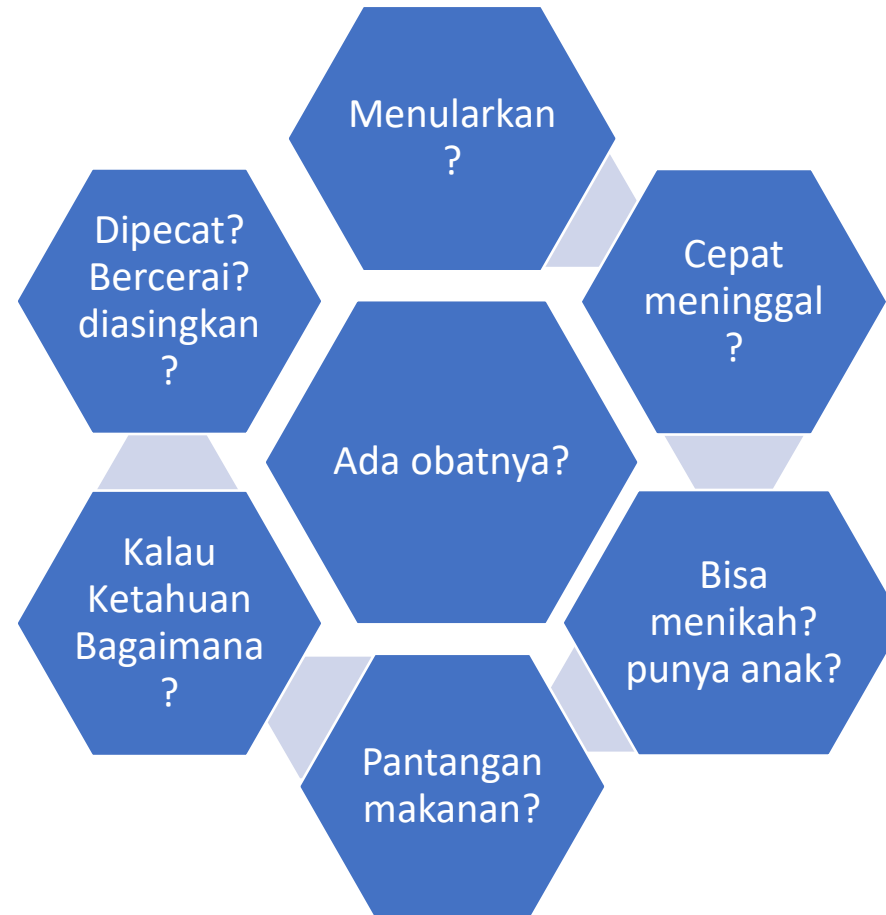 Menularkan
?
Cepat
meninggal
?
Bisa
menikah?
punya anak?
Pantangan
makanan?
Kalau
Ketahuan
Bagaimana
?
Dipecat?
Bercerai?
diasingkan
?
Ada obatnya?